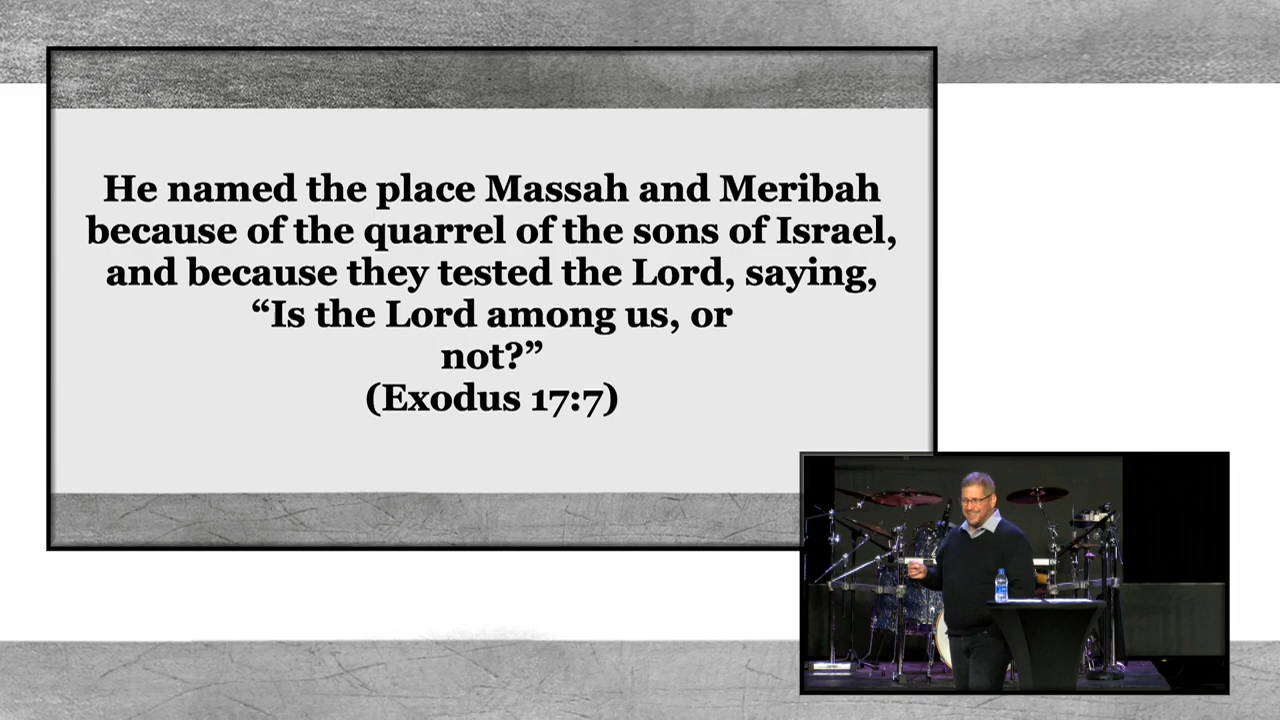 He named the place Massah and Meribah
because of the quarrel of the sons of Israel,
and because they tested the Lord, saying,
“Is the Lord among us, or
not?”
(Exodus 17:7)